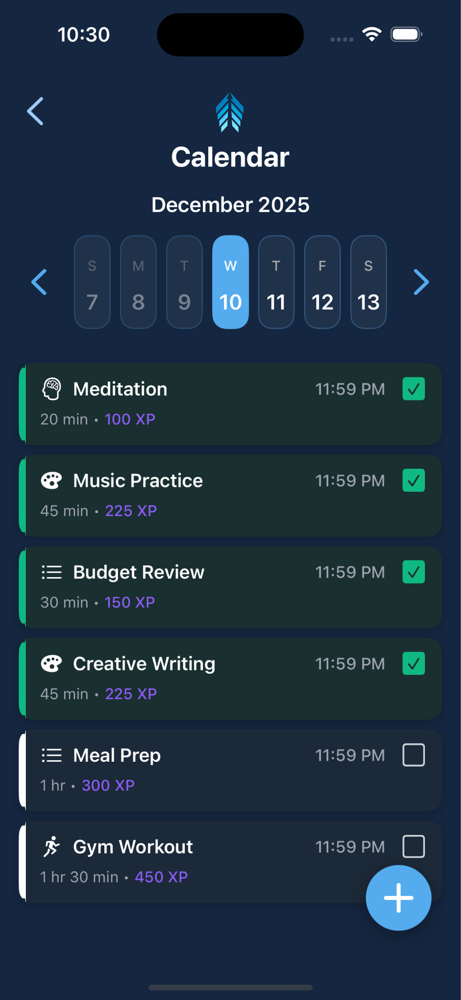 10:30
Calendar
December 2025
S M T W T F S
7 8 9 10 11 12 13
Meditation 11:59 PM
20 min • 100 XP
Music Practice 11:59 PM
45 min • 225 XP
Budget Review 11:59 PM
30 min • 150 XP
Creative Writing 11:59 PM
45 min • 225 XP
Meal Prep 11:59 PM
1 hr • 300 XP
Gym Workout 11:59 PM
1 hr 30 min • 450 XP